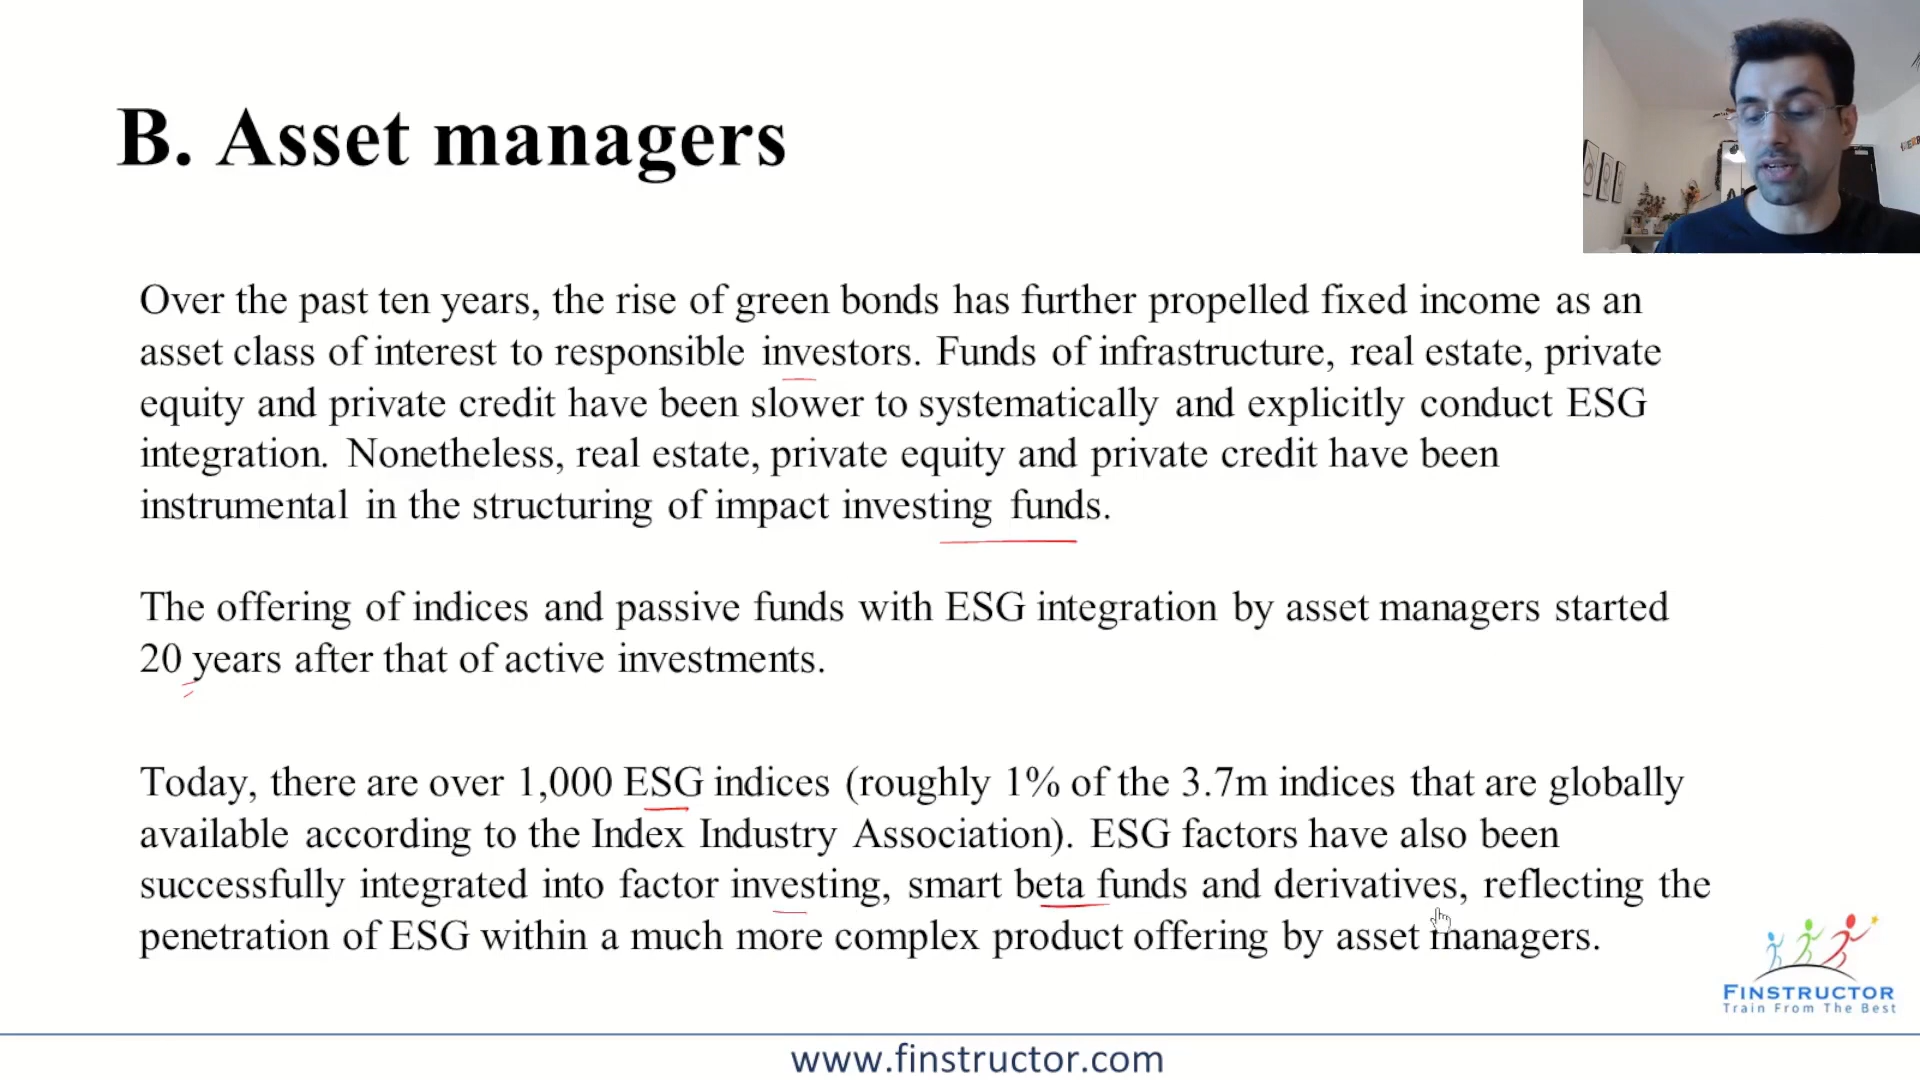 B. Asset managers
Over the past ten years, the rise of green bonds has further propelled fixed income as an
asset class of interest to responsible investors. Funds of infrastructure, real estate, private
equity and private credit have been slower to systematically and explicitly conduct ESG
integration. Nonetheless, real estate, private equity and private credit have been
instrumental in the structuring of impact investing funds.
The offering of indices and passive funds with ESG integration by asset managers started
20 years after that of active investments.
Today, there are over 1,000 ESG indices (roughly 1% of the 3.7m indices that are globally
available according to the Index Industry Association). ESG factors have also been
successfully integrated into factor investing, smart beta funds and derivatives, reflecting the
penetration of ESG within a much more complex product offering by asset managers.
FINSTRUCTOR
Train From The Best
www.finstructor.com